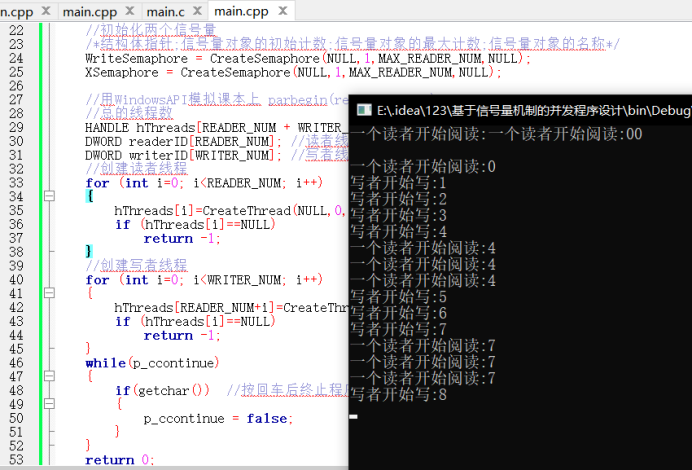 n.cpp main.cpp main.c main.cpp
22 //初始化两个信号量
23 /*结构体指针:信号量对象的初始计数:信号量对象的最大计数:信号量对象的名称*/
24 WriteSemaphore = CreateSemaphore(NULL,1,MAX_READER_NUM,NULL);
25 XSemaphore = CreateSemaphore(NULL,1,MAX_READER_NUM,NULL);
26
27 //用WindowsAPI模拟课本上 parbegin(re
28 //总的线程数
29 HANDLE hThreads[READER_NUM + WRITER_
30 DWORD readerID[READER_NUM]; //读者线
31 DWORD writerID[WRITER_NUM]; //写者线
32 //创建读者线程
33 for (int i=0; i<READER_NUM; i++)
34 {
35 hThreads[i]=CreateThread(NULL,0,
36 if (hThreads[i]==NULL)
37 return -1;
38 }
39 //创建写者线程
40 for (int i=0; i<WRITER_NUM; i++)
41 {
42 hThreads[READER_NUM+i]=CreateThr
43 if (hThreads[i]==NULL)
44 return -1;
45 }
46 while(p_ccontinue)
47 {
48 if(getchar()) //按回车后终止程
49 {
50 p_ccontinue = false;
51 }
52 }
53 return 0;
E:\.idea\123\基于信号量机制的并发程序设计\bin\Debug\
一个读者开始阅读:一个读者开始阅读:00
一个读者开始阅读:0
写者开始写:1
写者开始写:2
写者开始写:3
写者开始写:4
一个读者开始阅读:4
一个读者开始阅读:4
一个读者开始阅读:4
写者开始写:5
写者开始写:6
写者开始写:7
一个读者开始阅读:7
一个读者开始阅读:7
一个读者开始阅读:7
写者开始写:8